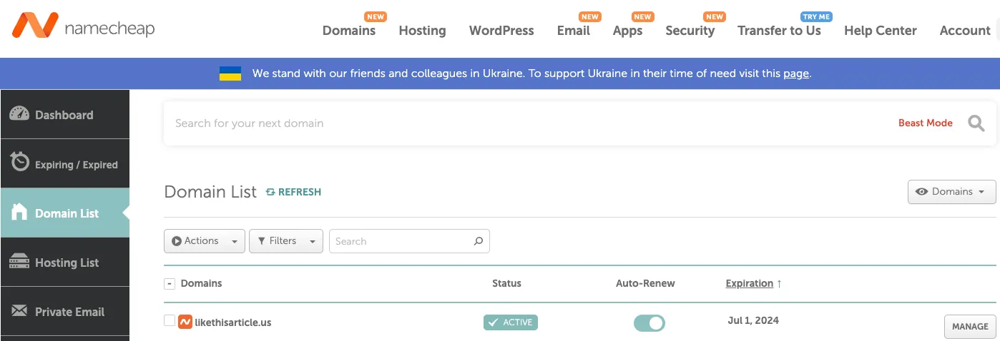 NEW NEW NEW NEW TRY ME
namecheap Domains Hosting WordPress Email Apps Security Transfer to Us Help Center Account
We stand with our friends and colleagues in Ukraine. To support Ukraine in their time of need visit this page.
Dashboard
Search for your next domain Beast Mode
Expiring / Expired
Domain List REFRESH Domains
Domain List
Actions Filters Search
Hosting List
Domains Status Auto-Renew Expiration ↑
Private Email
likethisarticle.us ACTIVE Jul 1, 2024 MANAGE